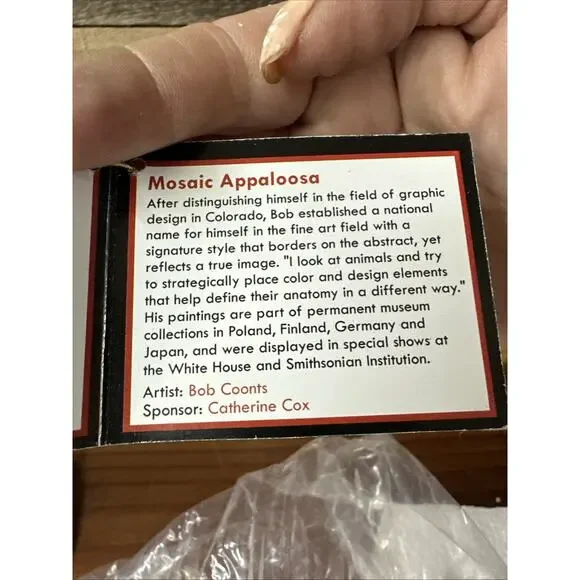 Mosaic Appaloosa
After distinguishing himself in the field of graphic
design in Colorado, Bob established a national
name for himself in the fine art field with a
signature style that borders on the abstract, yet
reflects a true image. "I look at animals and try
to strategically place color and design elements
that help define their anatomy in a different way."
His paintings are part of permanent museum
collections in Poland, Finland, Germany and
Japan, and were displayed in special shows at
the White House and Smithsonian Institution.
Artist: Bob Coonts
Sponsor: Catherine Cox